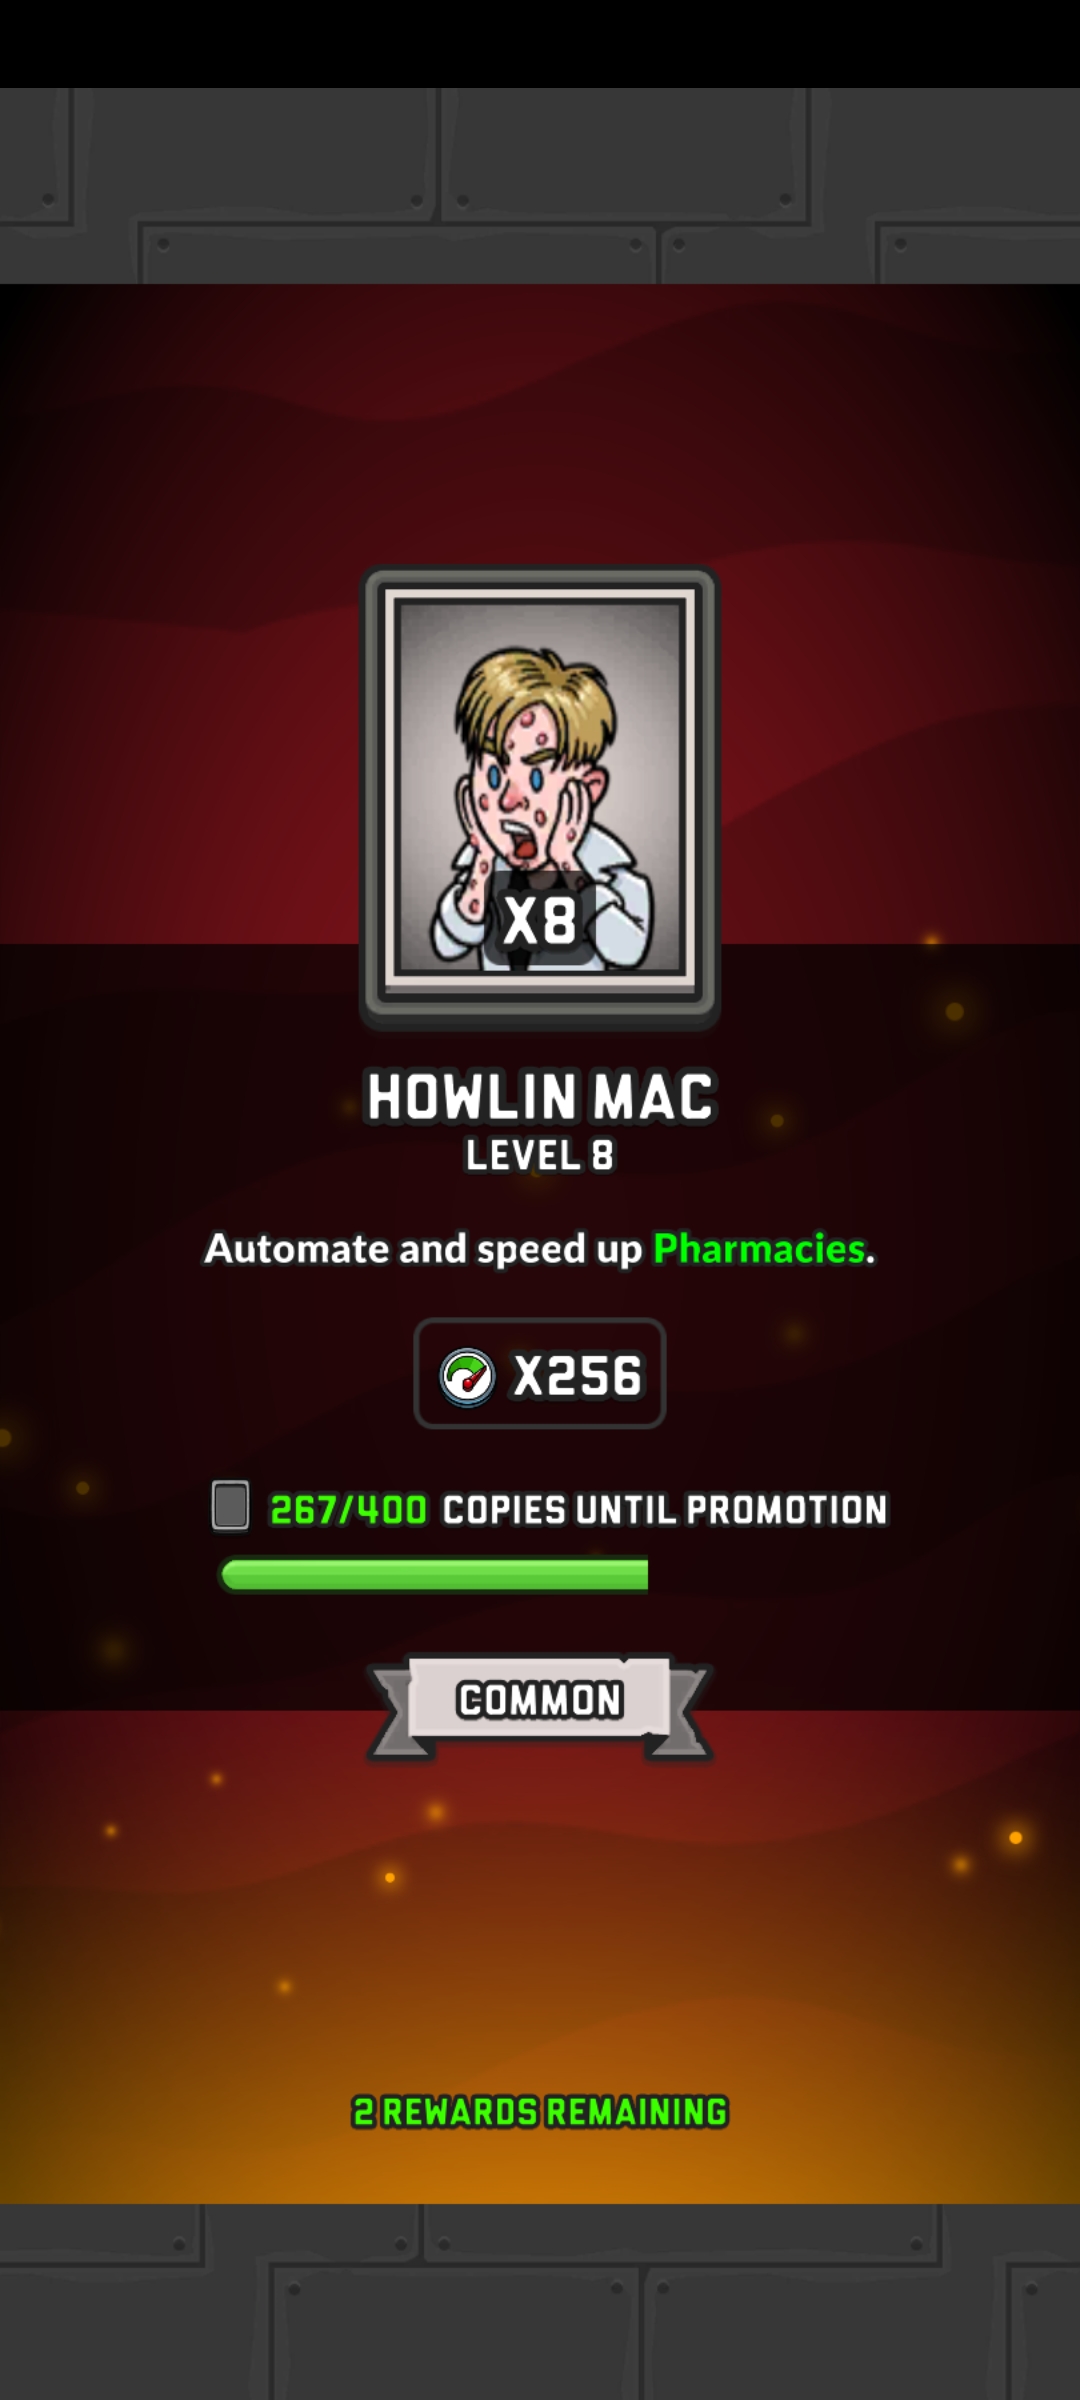 X8
HOWLIN MAC
LEVEL 8
Automate and speed up Pharmacies.
X256
267/400 COPIES UNTIL PROMOTION
COMMON
2 REWARDS REMAINING